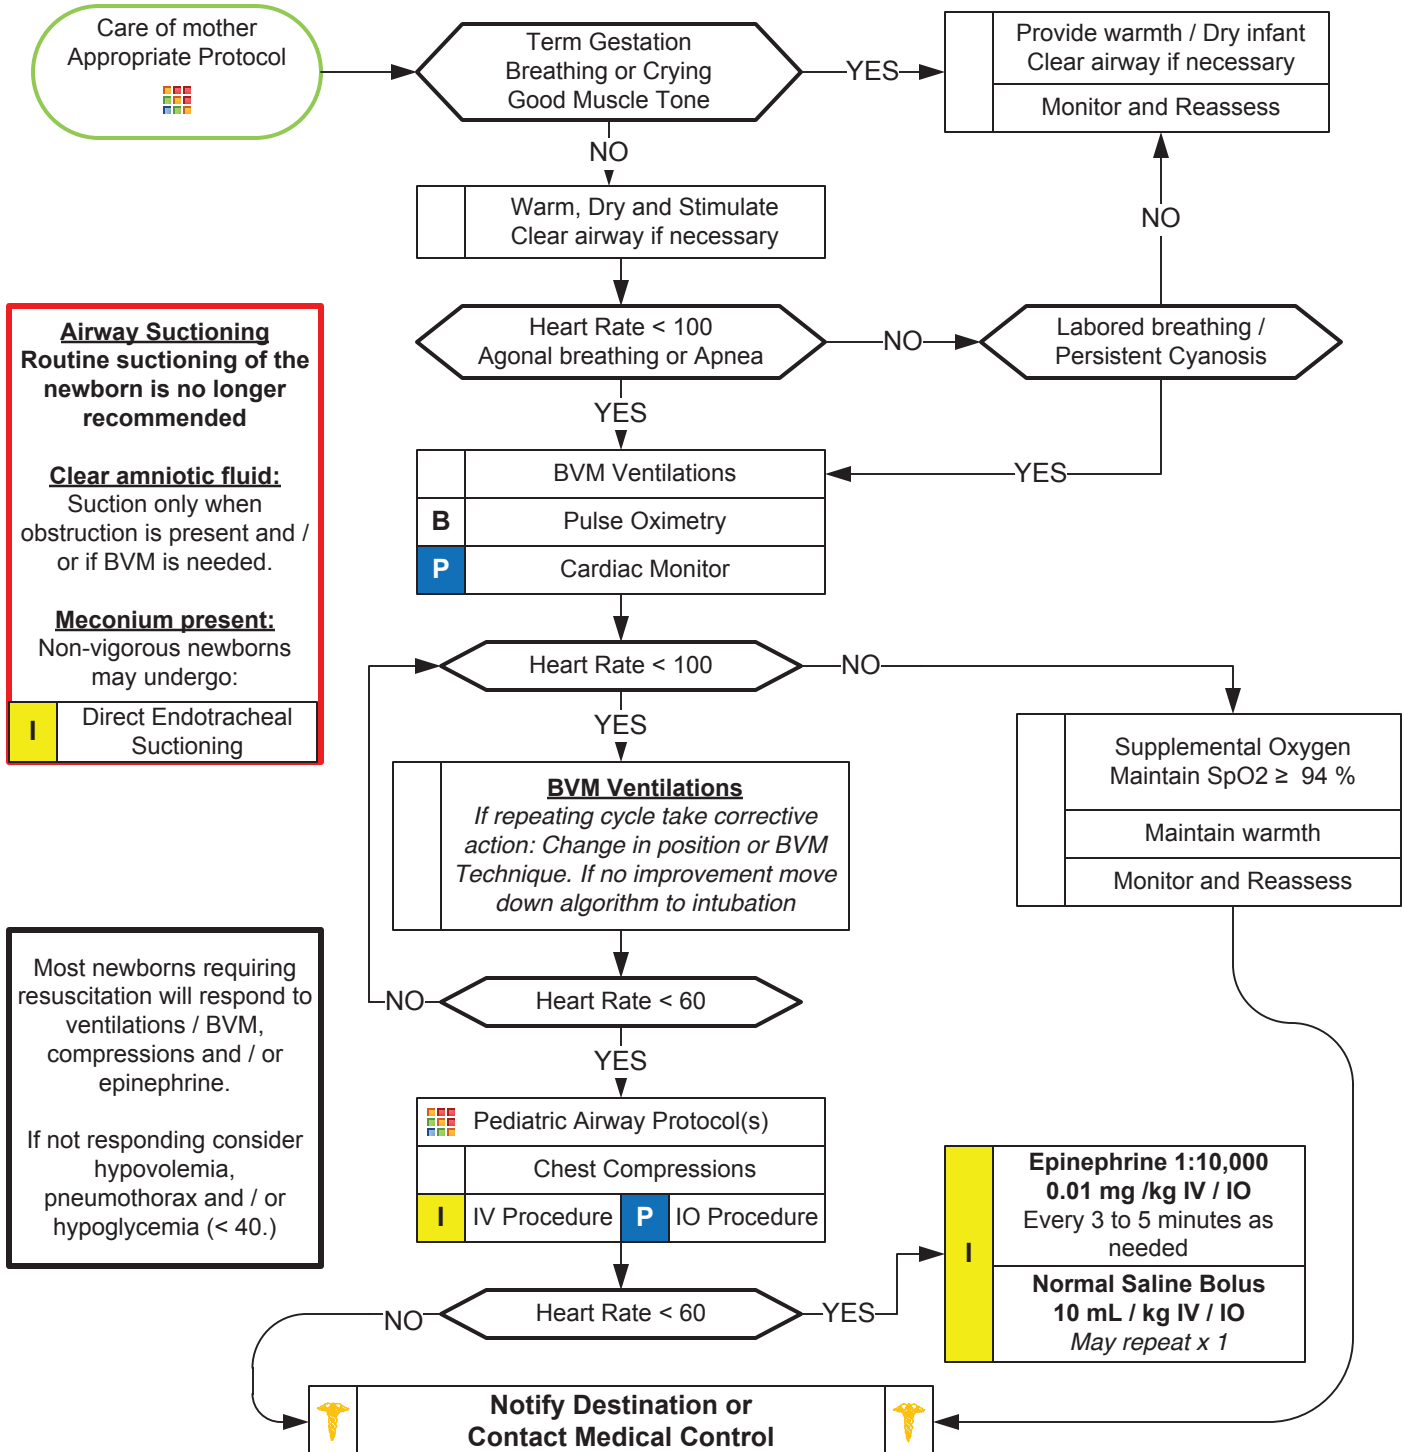 Care of mother
Appropriate Protocol
Term Gestation
Breathing or Crying
Good Muscle Tone
YES
Provide warmth / Dry infant
Clear airway if necessary
Monitor and Reassess
NO
Warm, Dry and Stimulate
Clear airway if necessary
NO
Heart Rate < 100
Agonal breathing or Apnea
NO
Labored breathing /
Persistent Cyanosis
YES
YES
BVM Ventilations
B
Pulse Oximetry
P
Cardiac Monitor
Airway Suctioning
Routine suctioning of the
newborn is no longer
recommended
Clear amniotic fluid:
Suction only when
obstruction is present and /
or if BVM is needed.
Meconium present:
Non-vigorous newborns
may undergo:
I
Direct Endotracheal
Suctioning
Heart Rate < 100
NO
YES
Supplemental Oxygen
Maintain SpO2 ≥ 94 %
Maintain warmth
Monitor and Reassess
BVM Ventilations
If repeating cycle take corrective
action: Change in position or BVM
Technique. If no improvement move
down algorithm to intubation
NO
Heart Rate < 60
YES
Most newborns requiring
resuscitation will respond to
ventilations / BVM,
compressions and / or
epinephrine.
If not responding consider
hypovolemia,
pneumothorax and / or
hypoglycemia (< 40.)
Pediatric Airway Protocol(s)
Chest Compressions
I
IV Procedure
P
IO Procedure
NO
Heart Rate < 60
YES
I
Epinephrine 1:10,000
0.01 mg /kg IV / IO
Every 3 to 5 minutes as
needed
Normal Saline Bolus
10 mL / kg IV / IO
May repeat x 1
Notify Destination or
Contact Medical Control